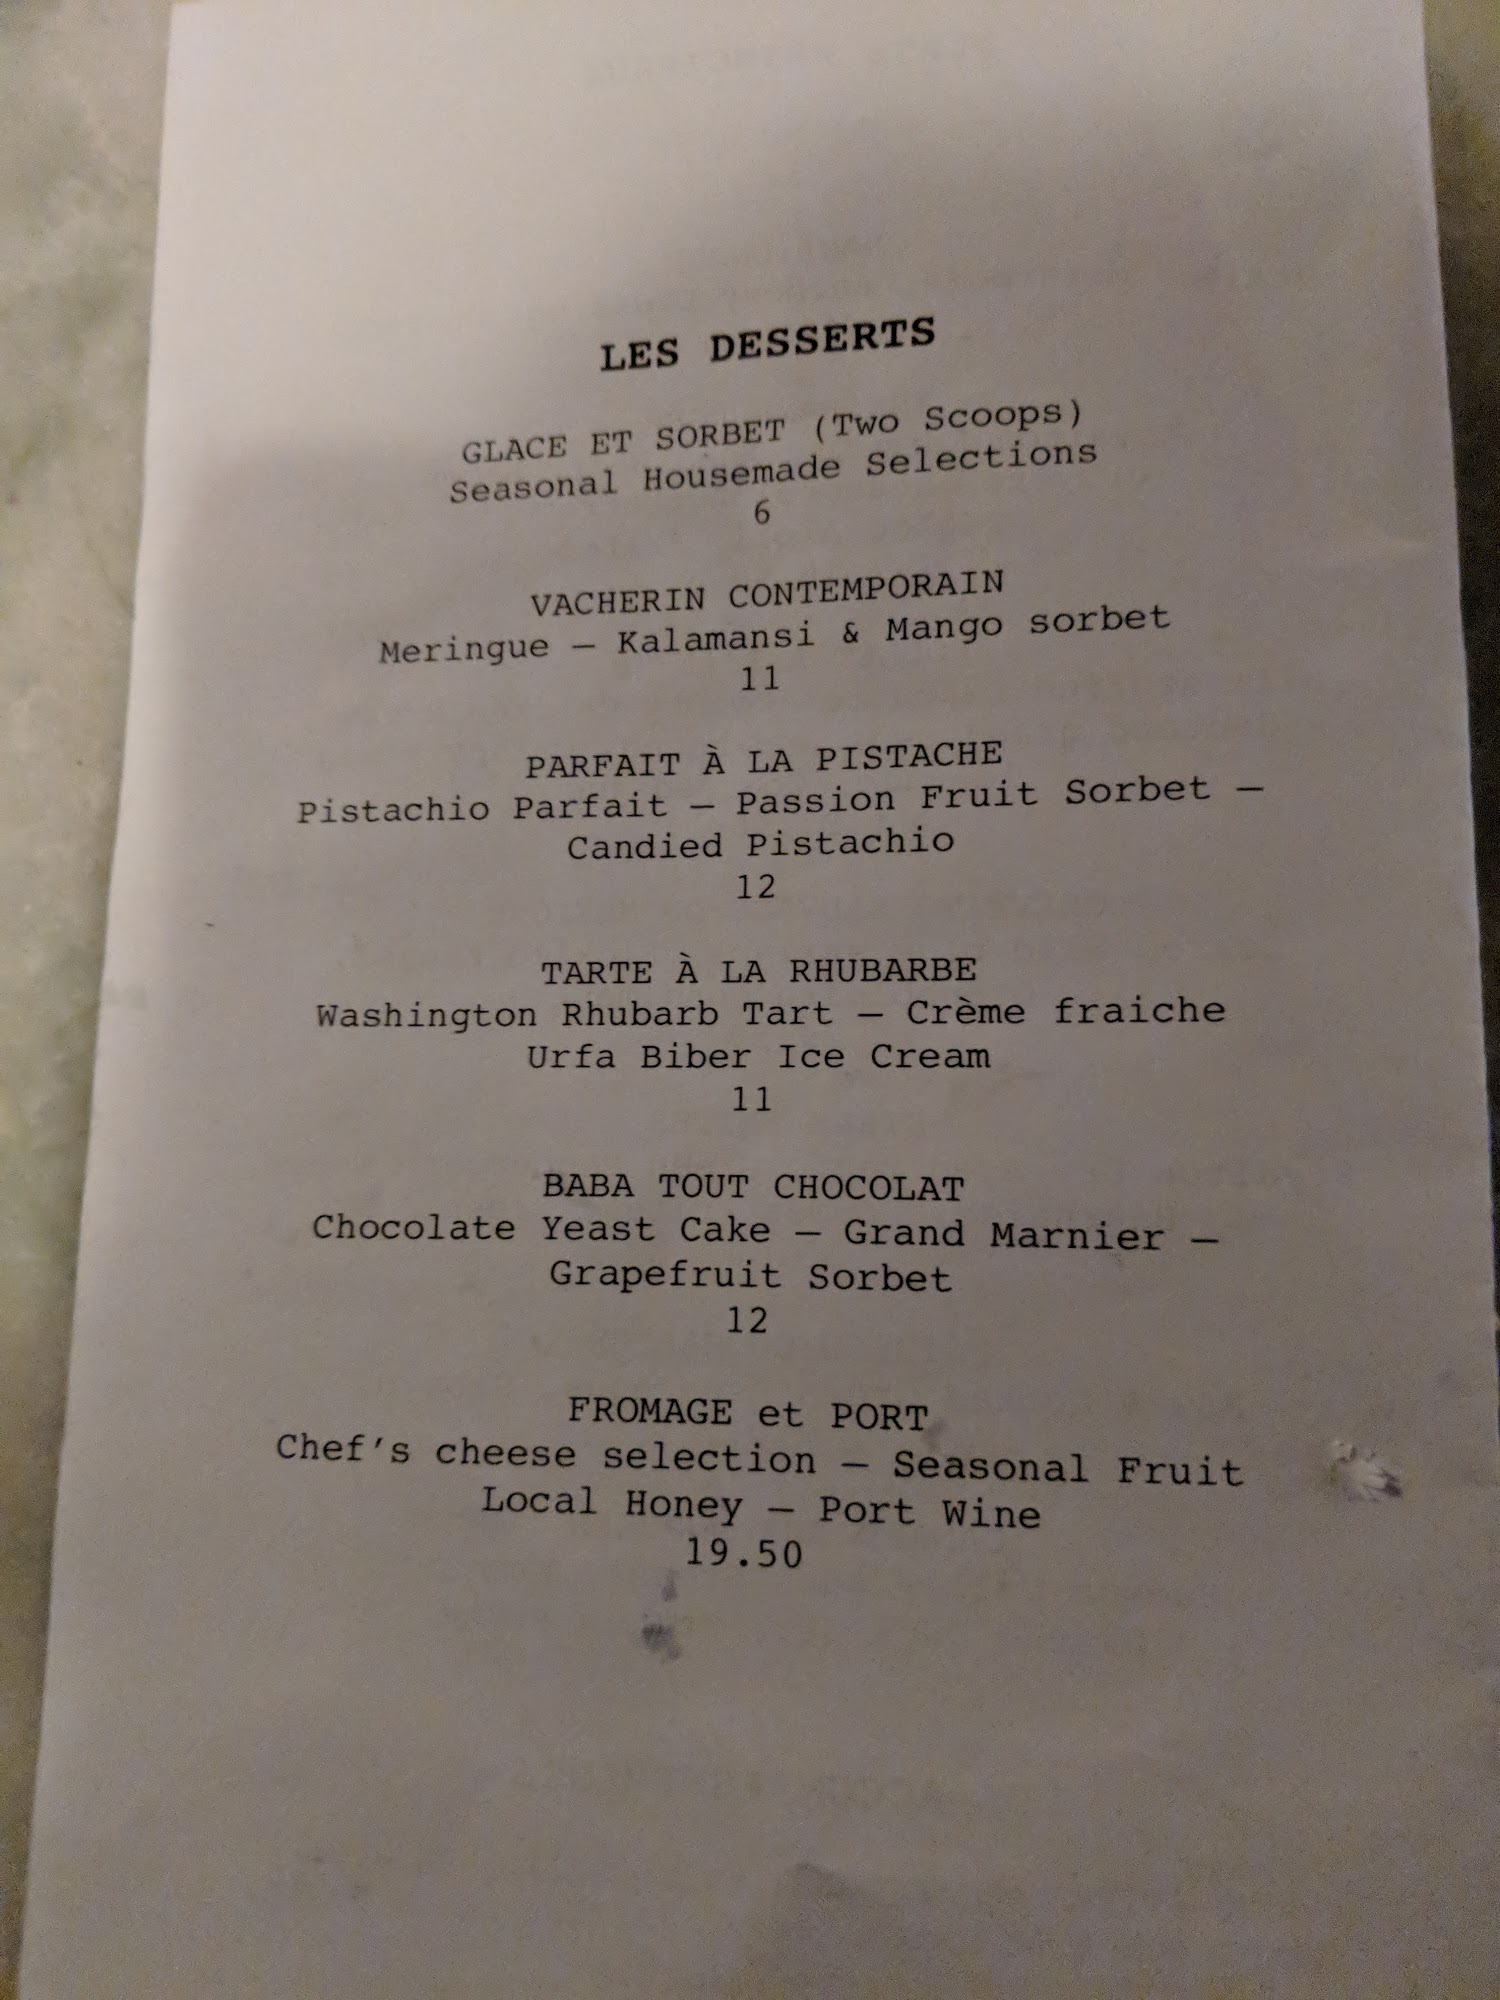 LES DESSERTS
GLACE ET SORBET (Two Scoops)
Seasonal Housemade Selections
6
VACHERIN CONTEMPORAIN
Meringue – Kalamansi & Mango sorbet
11
PARFAIT À LA PISTACHE
Pistachio Parfait – Passion Fruit Sorbet –
Candied Pistachio
12
TARTE À LA RHUBARBE
Washington Rhubarb Tart – Crème fraiche
Urfa Biber Ice Cream
11
BABA TOUT CHOCOLAT
Chocolate Yeast Cake – Grand Marnier –
Grapefruit Sorbet
12
FROMAGE et PORT
Chef's cheese selection – Seasonal Fruit
Local Honey – Port Wine
19.50